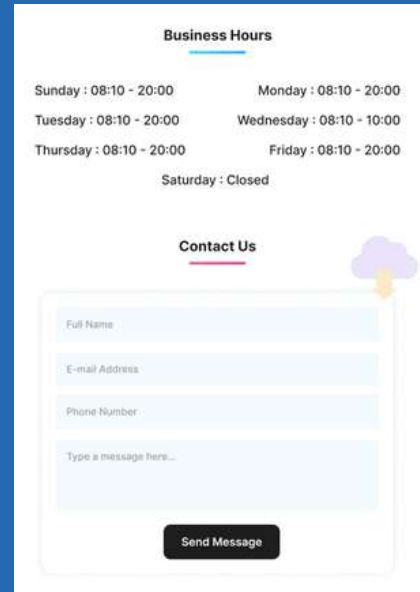 Business Hours
Sunday : 08:10 - 20:00 Monday : 08:10 - 20:00
Tuesday : 08:10 - 20:00 Wednesday : 08:10 - 10:00
Thursday : 08:10 - 20:00 Friday : 08:10 - 20:00
Saturday : Closed
Contact Us
Full Name
E-mail Address
Phone Number
Type a message here...
Send Message